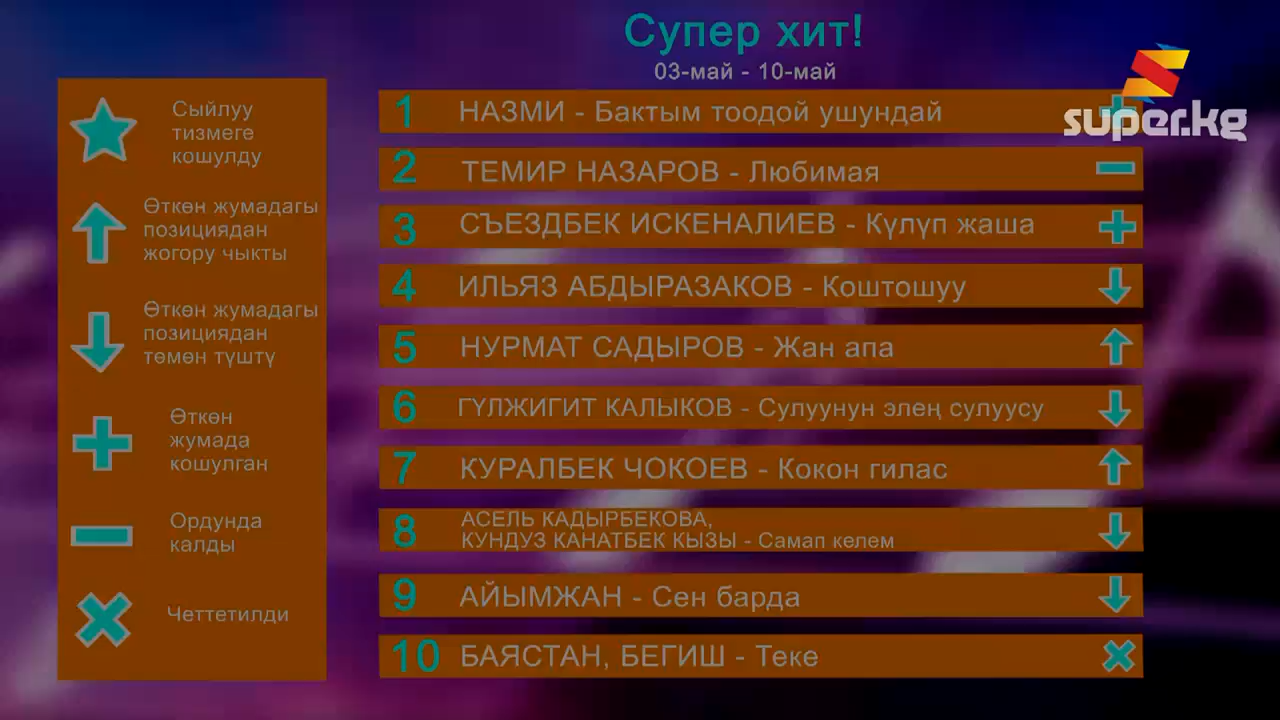 Супер хит!
03-май - 10-май
super.kg
Сыйлуу
тизмеге
кошулду
Өткөн жумадагы
позициядан
жогору чыкты
Өткөн жумадагы
позициядан
төмөн түштү
Өткөн
жумада
кошулган
Ордунда
калды
Четтетилди
1 НАЗМИ - Бактым тоодой ушундай
2 ТЕМИР НАЗАРОВ - Любимая
3 СЪЕЗДБЕК ИСКЕНАЛИЕВ - Күлүп жаша
4 ИЛЬЯЗ АБДЫРАЗАКОВ - Коштошуу
5 НУРМАТ САДЫРОВ - Жан апа
6 ГҮЛЖИГИТ КАЛЫКОВ - Сулуунун элең сулуусу
7 КУРАЛБЕК ЧОКОЕВ - Кокон гилас
8 АСЕЛЬ КАДЫРБЕКОВА,
КУНДУЗ КАНАТБЕК КЫЗЫ - Самап келем
9 АЙЫМЖАН - Сен барда
10 БАЯСТАН, БЕГИШ - Теке